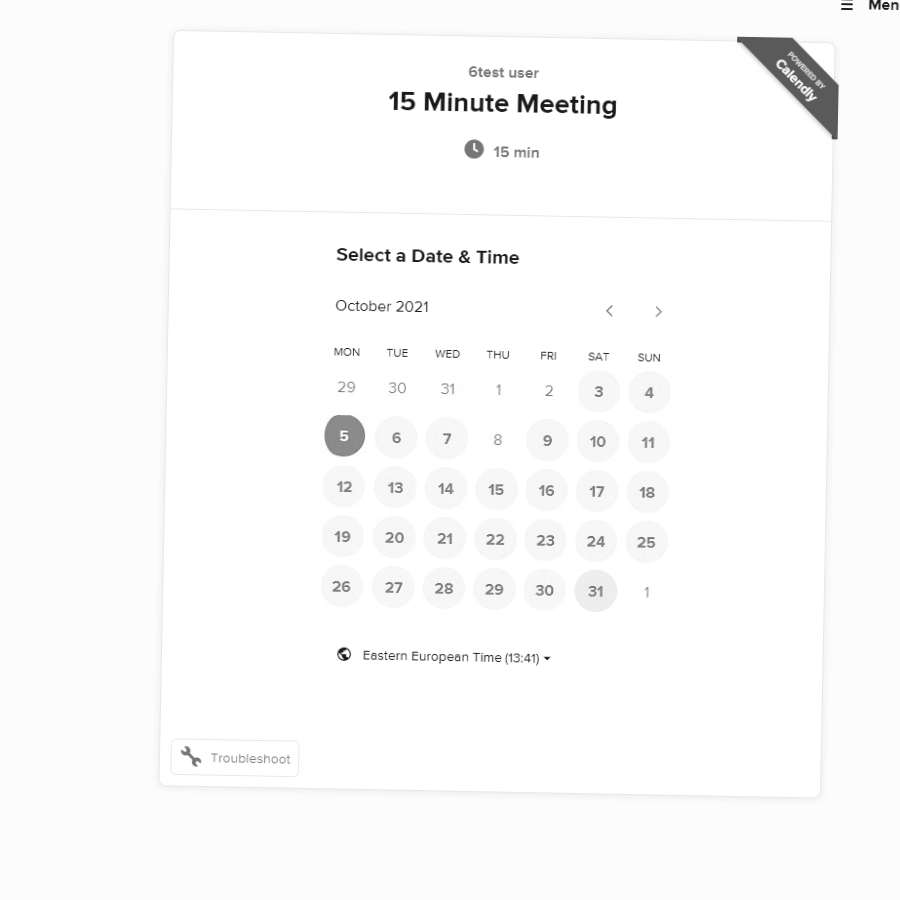 Men
POWERED BY
Calendly
6test user
15 Minute Meeting
15 min
Select a Date & Time
October 2021
MON TUE WED THU FRI SAT SUN
29 30 31 1 2 3 4
5 6 7 8 9 10 11
12 13 14 15 16 17 18
19 20 21 22 23 24 25
26 27 28 29 30 31 1
Eastern European Time (13:41)
Troubleshoot